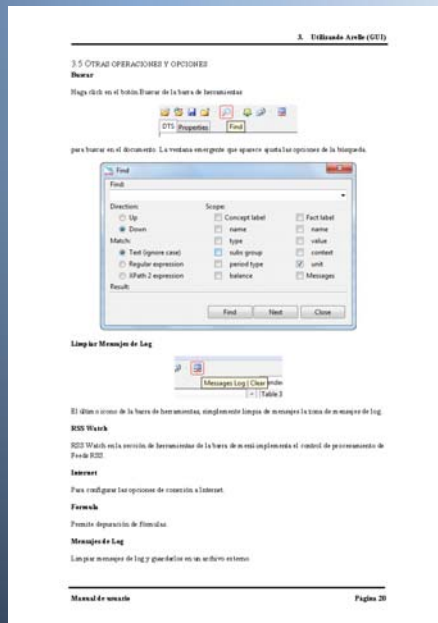 3. Utilizando Arelle (GUI)
3.5 OTRAS OPERACIONES Y OPCIONES
Buscar
Haga click en el botón Buscar de la barra de herramientas
DTS Properties Find
para buscar en el documento. La ventana emergente que aparece ajusta las opciones de la búsqueda.
Find
Find:
Direction: Scope:
Up Concept label Fact label
Down name name
Match: type value
Text (ignore case) subs group context
Regular expression period type unit
XPath 2 expression balance Messages
Result:
Find Next Close
Limpiar Mensajes de Log
Messages Log | Clear
Table 3
El último icono de la barra de herramientas, simplemente limpia de mensajes la zona de mensajes de log.
RSS Watch
RSS Watch en la sección de herramientas de la barra de menú implementa el control de procesamiento de
Feeds RSS.
Internet
Para configurar las opciones de conexión a Internet.
Formula
Permite depuración de fórmulas.
Mensajes de Log
Limpiar mensajes de log y guardarlos en un archivo externo
Manual de usuario Página 20